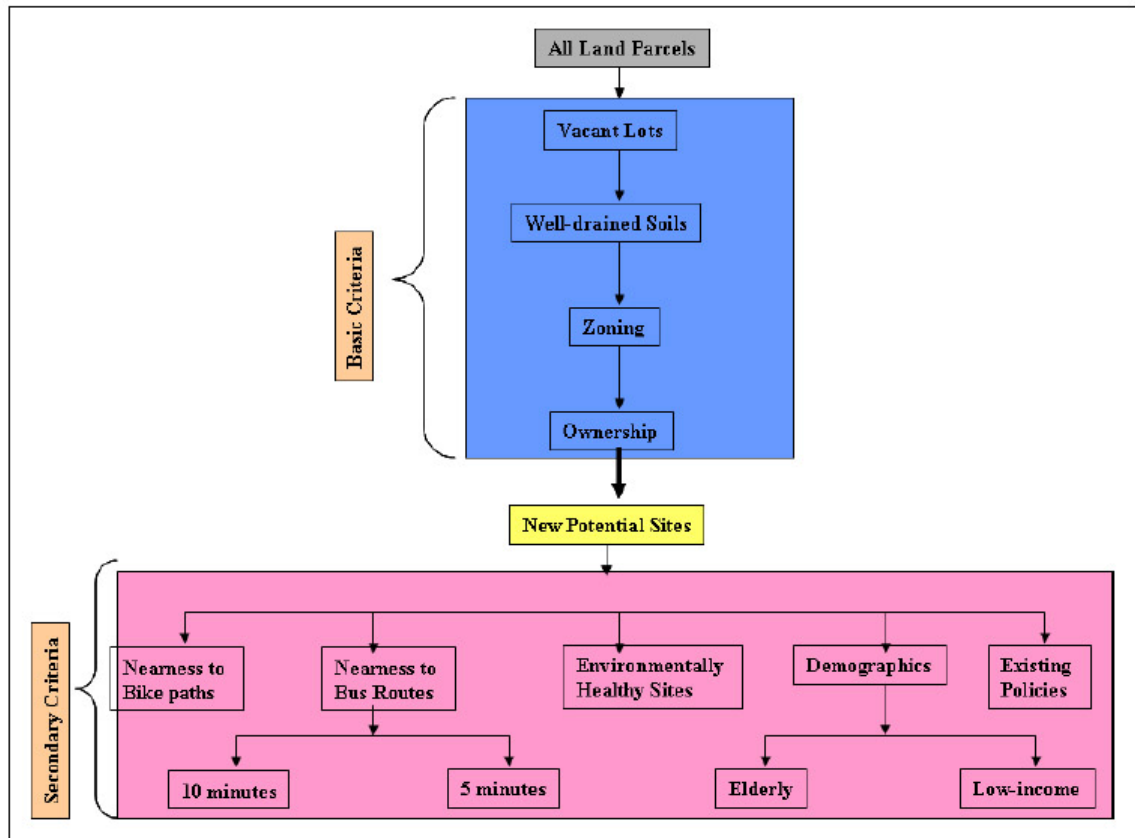 All Land Parcels
Basic Criteria
Vacant Lots
Well-drained Soils
Zoning
Ownership
New Potential Sites
Secondary Criteria
Nearness to
Bike paths
Nearness to
Bus Routes
Environmentally
Healthy Sites
Demographics
Existing
Policies
10 minutes
5 minutes
Elderly
Low-income